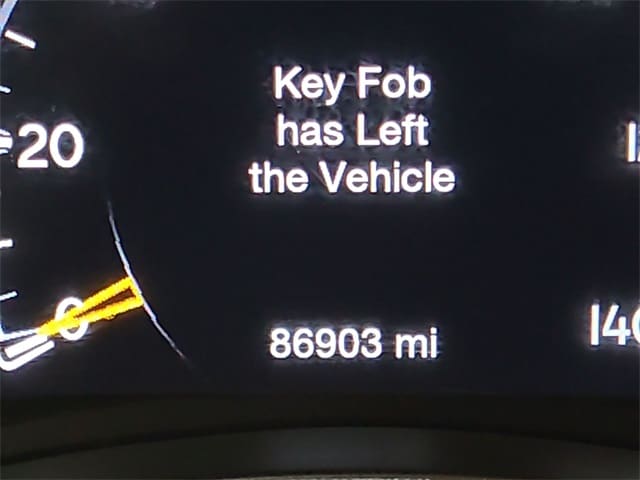 Key Fob
has Left
the Vehicle
20
0
86903 mi